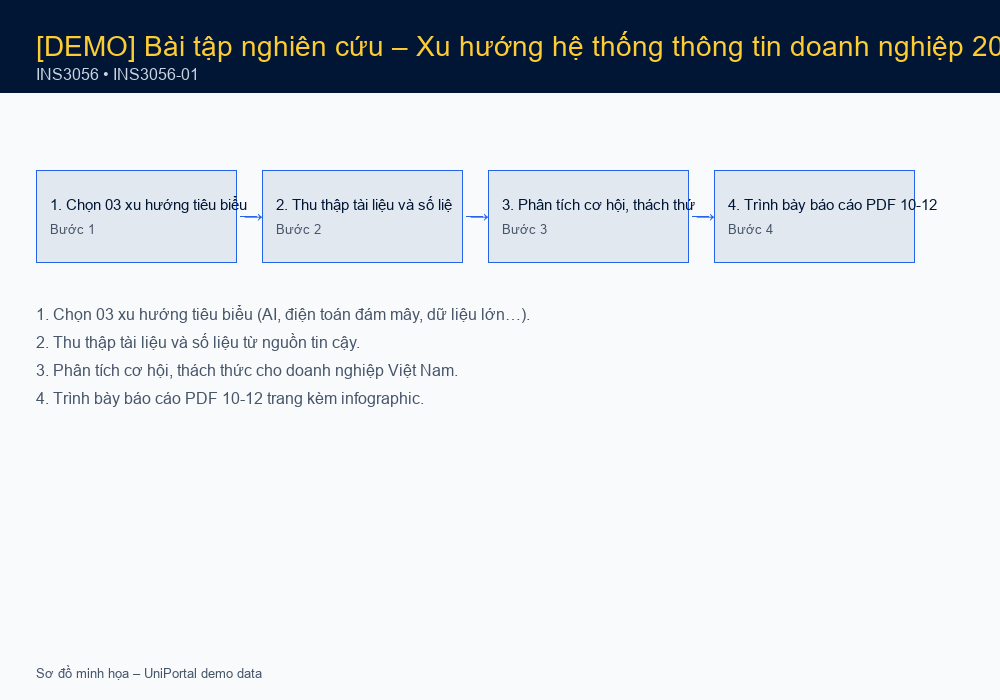 [DEMO] Bài tập nghiên cứu – Xu hướng hệ thống thông tin doanh nghiệp 20
INS3056 • INS3056-01
1. Chọn 03 xu hướng tiêu biểu
Bước 1
2. Thu thập tài liệu và số liệ
Bước 2
3. Phân tích cơ hội, thách thứ
Bước 3
4. Trình bày báo cáo PDF 10-12
Bước 4
1. Chọn 03 xu hướng tiêu biểu (AI, điện toán đám mây, dữ liệu lớn…).
2. Thu thập tài liệu và số liệu từ nguồn tin cậy.
3. Phân tích cơ hội, thách thức cho doanh nghiệp Việt Nam.
4. Trình bày báo cáo PDF 10-12 trang kèm infographic.
Sơ đồ minh họa – UniPortal demo data